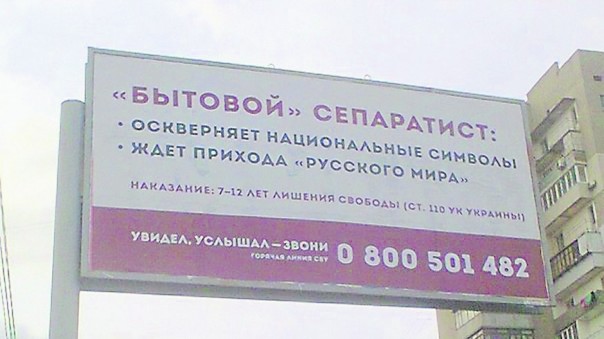 «БЫТОВОЙ» СЕПАРАТИСТ:
• ОСКВЕРНЯЕТ НАЦИОНАЛЬНЫЕ СИМВОЛЫ
• ЖДЕТ ПРИХОДА «РУССКОГО МИРА»
НАКАЗАНИЕ: 7–12 ЛЕТ ЛИШЕНИЯ СВОБОДЫ (СТ. 110 УК УКРАИНЫ)
УВИДЕЛ, УСЛЫШАЛ — ЗВОНИ
ГОРЯЧАЯ ЛИНИЯ СБУ
0 800 501 482